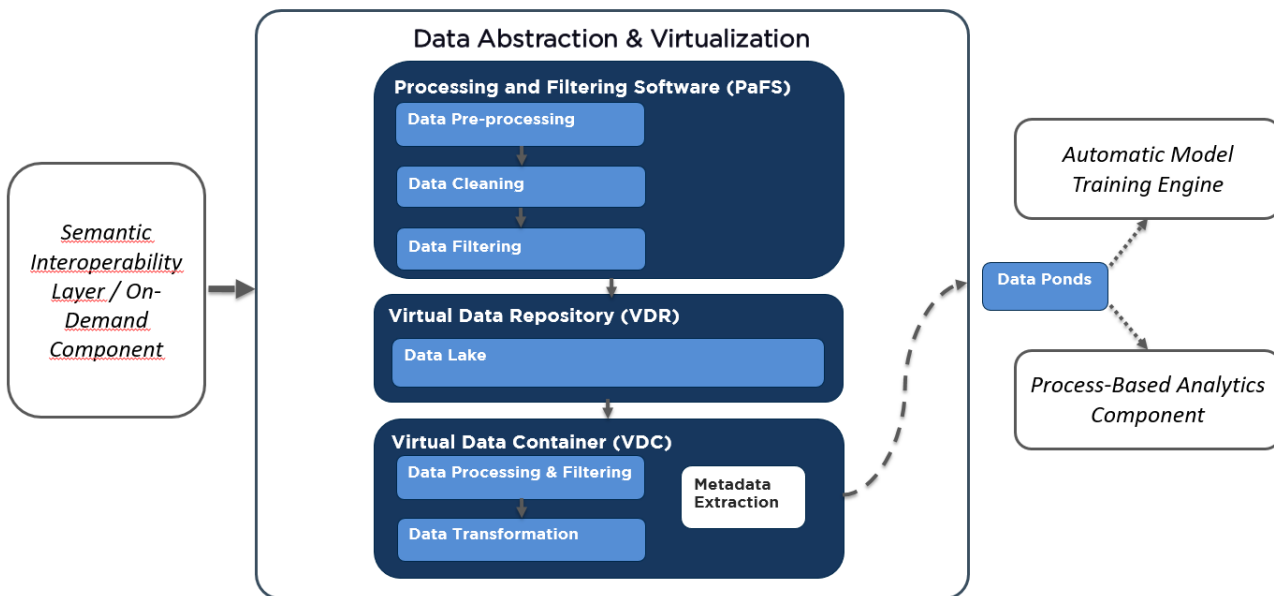 Data Abstraction & Virtualization
Processing and Filtering Software (PaFS)
Data Pre-processing
Data Cleaning
Data Filtering
Semantic
Interoperability
Layer / On-
Demand
Component
Virtual Data Repository (VDR)
Data Lake
Virtual Data Container (VDC)
Data Processing & Filtering
Data Transformation
Metadata
Extraction
Data Ponds
Automatic Model
Training Engine
Process-Based Analytics
Component